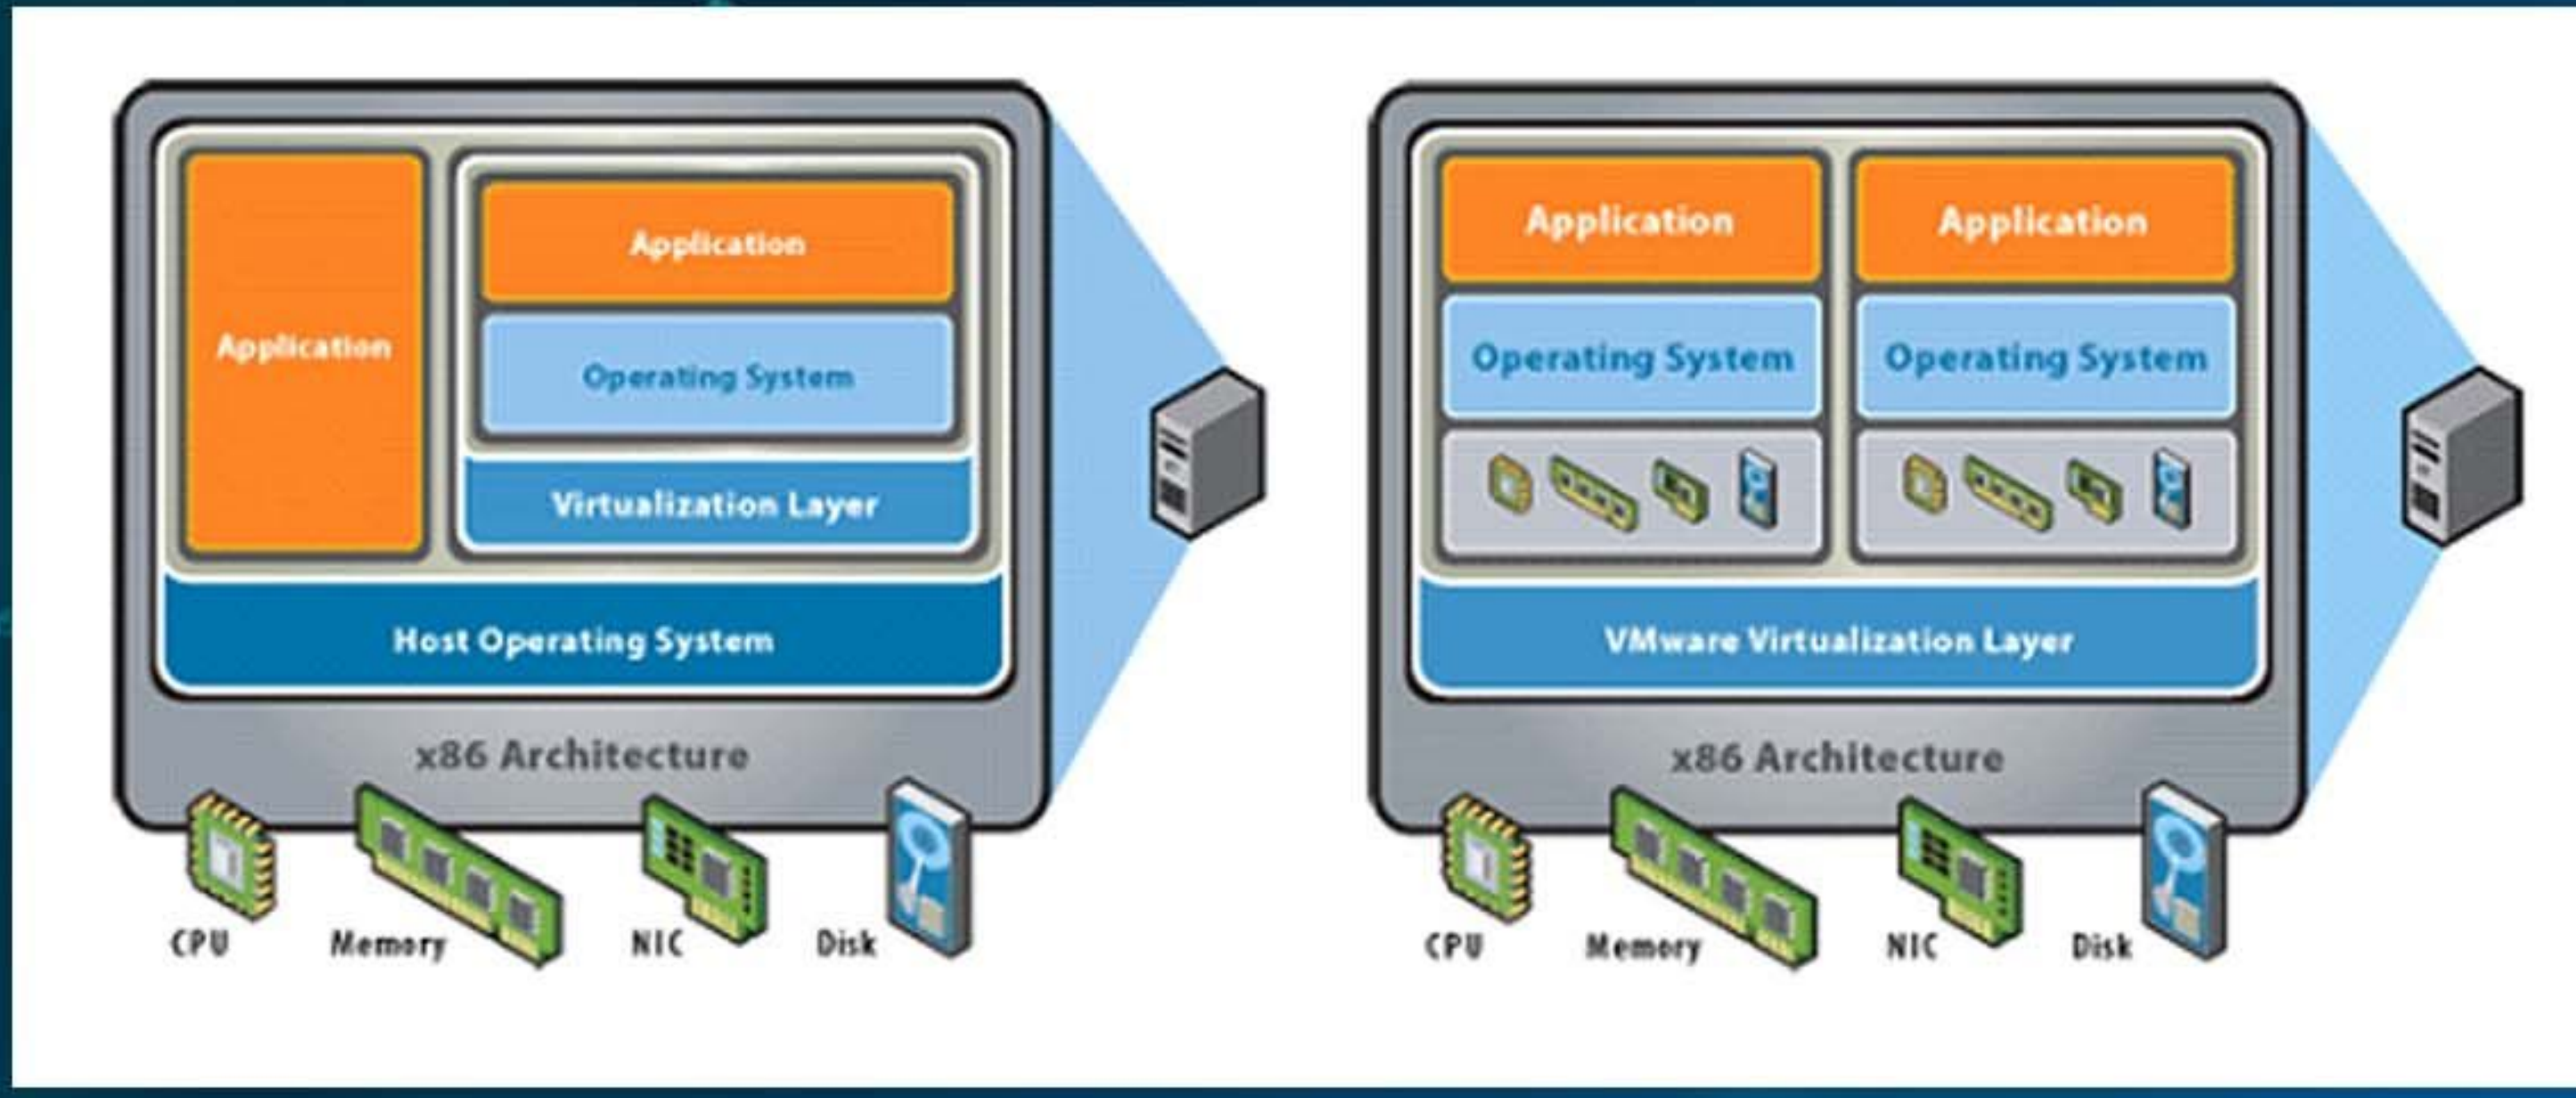 Application
Application
Operating System
Virtualization Layer
Host Operating System
x86 Architecture
CPU
Memory
NIC
Disk
Application
Application
Operating System
Operating System
VMware Virtualization Layer
x86 Architecture
CPU
Memory
NIC
Disk